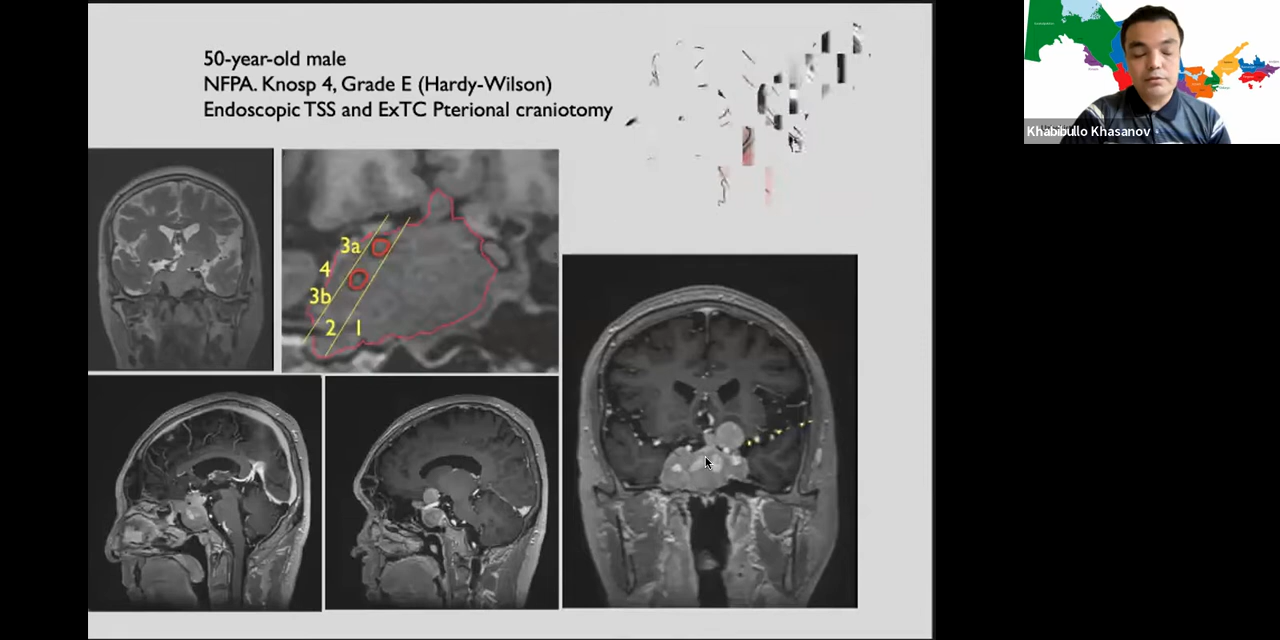 50-year-old male
NFPA. Knosp 4, Grade E (Hardy-Wilson)
Endoscopic TSS and ExTC Pterional craniotomy
3a
4
3b
2 1
Khabibullo Khasanov